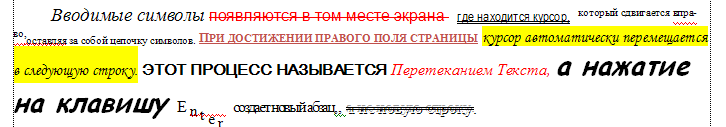 Вводимые символы появляются в том месте экрана где находится курсор, который сдвигается впра-
во, оставляя за собой цепочку символов. ПРИ ДОСТИЖЕНИИ ПРАВОГО ПОЛЯ СТРАНИЦЫ курсор автоматически перемещается
в следующую строку. ЭТОТ ПРОЦЕСС НАЗЫВАЕТСЯ Перетеканием Текста, а нажатие
на клавишу Enter создает новый абзац, а не новую строку.